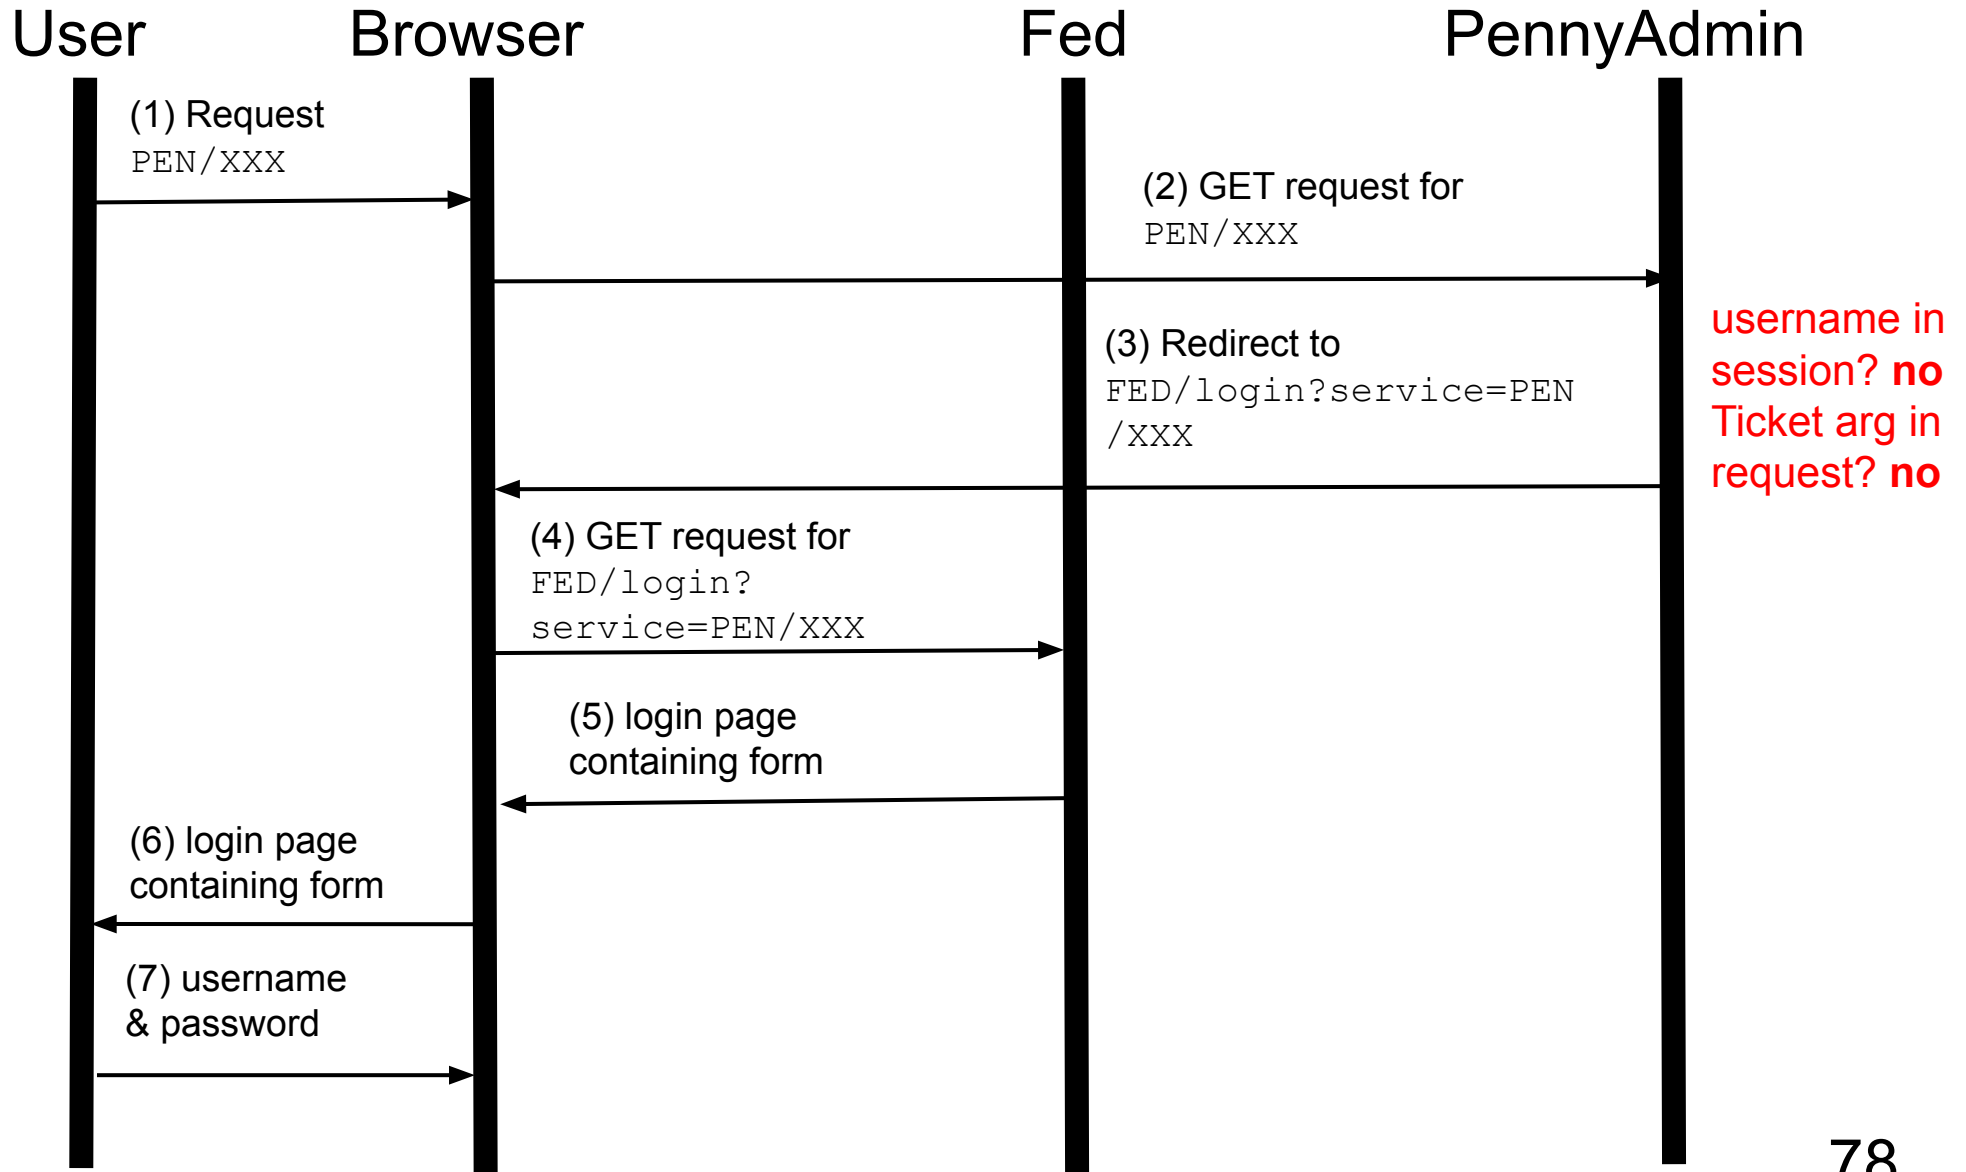 User
Browser
Fed
PennyAdmin
(1) Request
PEN/XXX
(2) GET request for
PEN/XXX
(3) Redirect to
FED/login?service=PEN
/XXX
username in
session? no
Ticket arg in
request? no
(4) GET request for
FED/login?
service=PEN/XXX
(5) login page
containing form
(6) login page
containing form
(7) username
& password
78